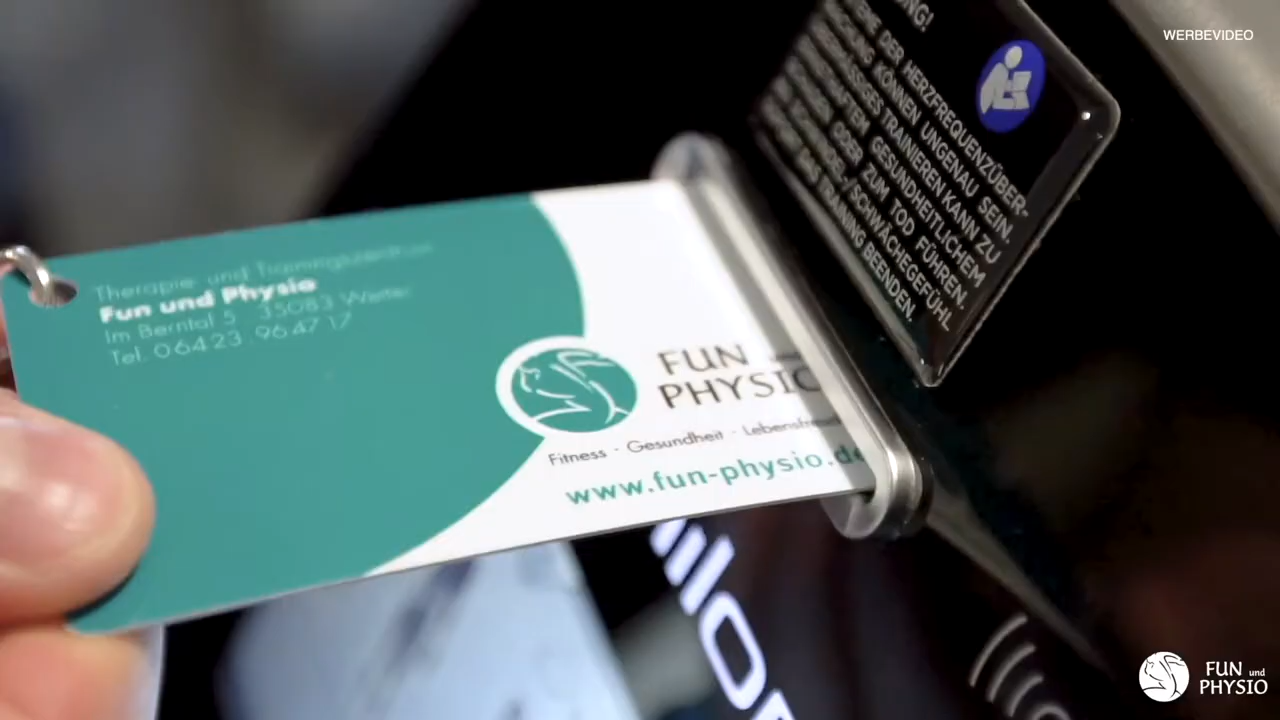 WERBEVIDEO
HERZFREQUENZÜBER-
KÖNNEN UNGENAU SEIN.
TRAINIEREN KANN ZU
GESUNDHEITLICHEM
ODER ZUM TOD FÜHREN.
/SCHWÄCHEGEFÜHL
DAS TRAINING BEENDEN.
Therapie und Trainingszentrum
Fun und Physio
Im Berntal 5 35083 Wetter
Tel. 06423.964717
FUN
PHYSIO
Fitness · Gesundheit · Lebensfreude
www.fun-physio.de
FUN und
PHYSIO